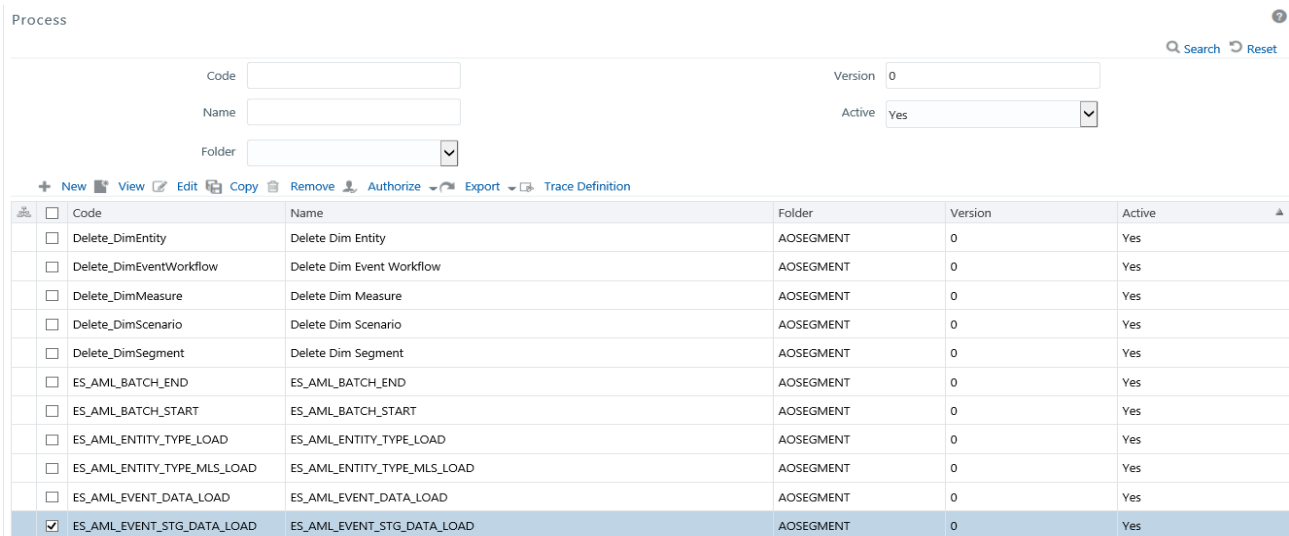 Process
Search Reset
Code Version 0
Name Active Yes
Folder
New View Edit Copy Remove Authorize Export Trace Definition
Code Name Folder Version Active
Delete_DimEntity Delete Dim Entity AOSEGMENT 0 Yes
Delete_DimEventWorkflow Delete Dim Event Workflow AOSEGMENT 0 Yes
Delete_DimMeasure Delete Dim Measure AOSEGMENT 0 Yes
Delete_DimScenario Delete Dim Scenario AOSEGMENT 0 Yes
Delete_DimSegment Delete Dim Segment AOSEGMENT 0 Yes
ES_AML_BATCH_END ES_AML_BATCH_END AOSEGMENT 0 Yes
ES_AML_BATCH_START ES_AML_BATCH_START AOSEGMENT 0 Yes
ES_AML_ENTITY_TYPE_LOAD ES_AML_ENTITY_TYPE_LOAD AOSEGMENT 0 Yes
ES_AML_ENTITY_TYPE_MLS_LOAD ES_AML_ENTITY_TYPE_MLS_LOAD AOSEGMENT 0 Yes
ES_AML_EVENT_DATA_LOAD ES_AML_EVENT_DATA_LOAD AOSEGMENT 0 Yes
ES_AML_EVENT_STG_DATA_LOAD ES_AML_EVENT_STG_DATA_LOAD AOSEGMENT 0 Yes